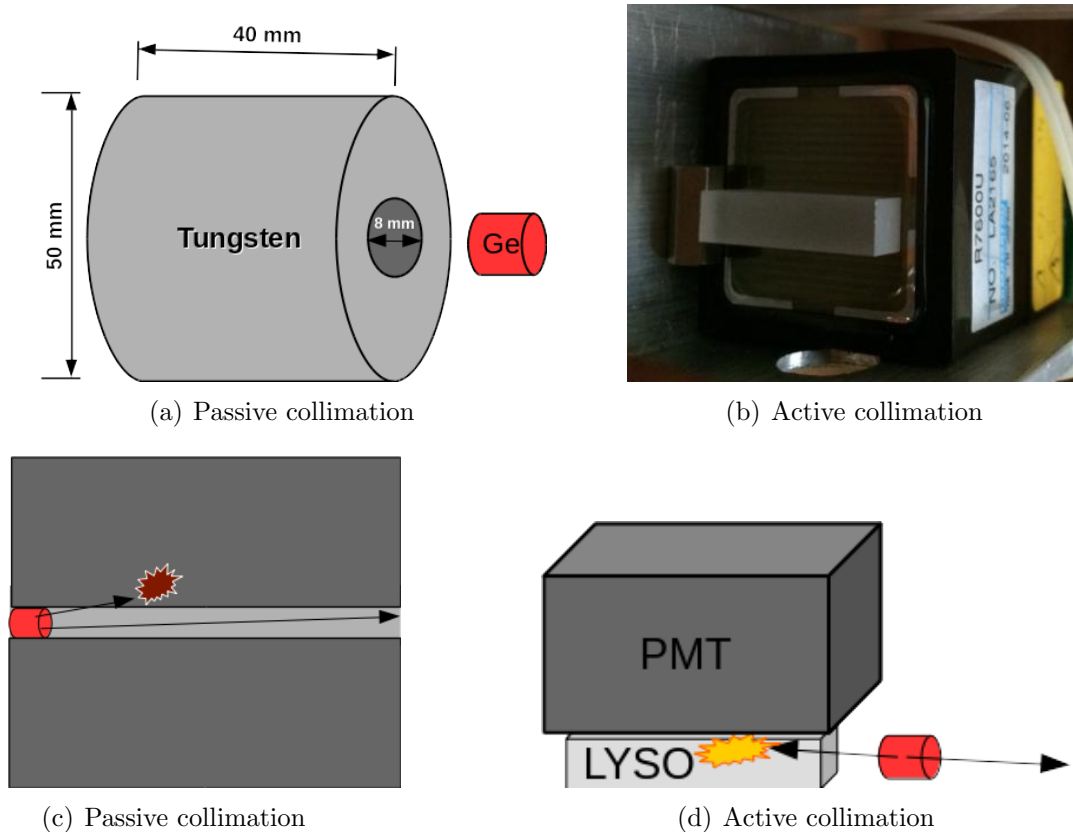 40 mm
50 mm
Tungsten
8 mm
Ge
R7600U
NO LA2165
2014-06
(a) Passive collimation
(b) Active collimation
PMT
LYSO
(c) Passive collimation
(d) Active collimation